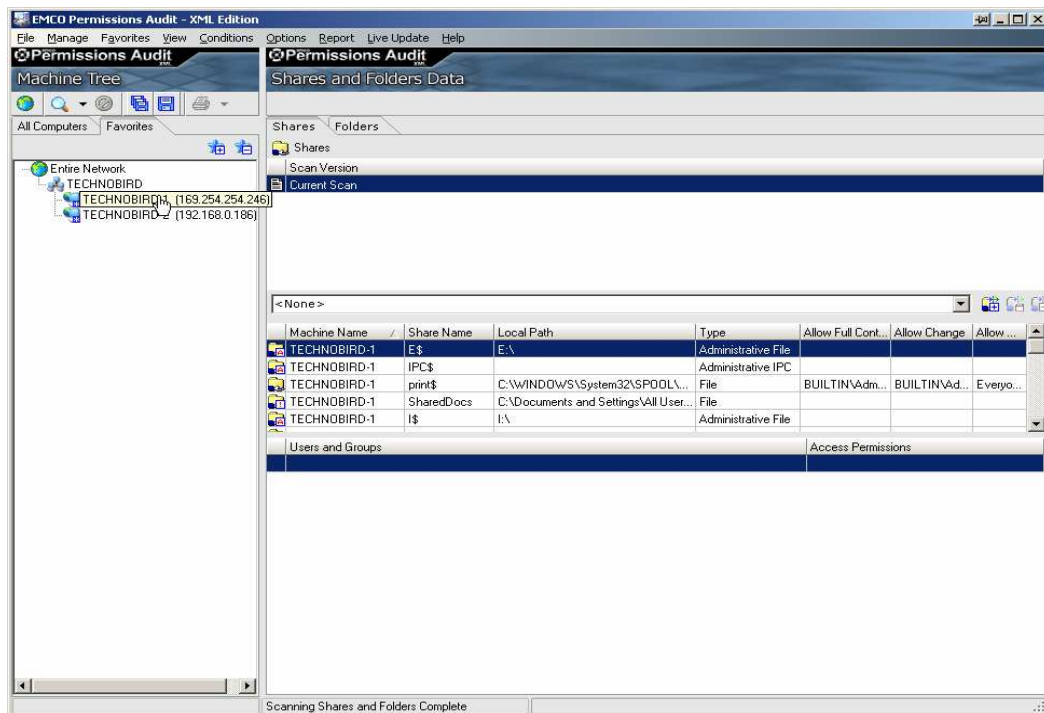 EMCO Permissions Audit - XML Edition
File Manage Favorites View Conditions Options Report Live Update Help
Permissions Audit
XML
Machine Tree
Permissions Audit
XML
Shares and Folders Data
All Computers Favorites
Entire Network
TECHNOBIRD
TECHNOBIRD-1 (169.254.254.246)
TECHNOBIRD-2 (192.168.0.186)
Shares Folders
Shares
Scan Version
Current Scan
<None>
Machine Name / Share Name Local Path Type Allow Full Cont... Allow Change Allow ...
TECHNOBIRD-1 E$ E:\ Administrative File
TECHNOBIRD-1 IPC$ Administrative IPC
TECHNOBIRD-1 print$ C:\WINDOWS\System32\SPOOL\... File BUILTIN\Adm... BUILTIN\Ad... Everyo...
TECHNOBIRD-1 SharedDocs C:\Documents and Settings\All User... File
TECHNOBIRD-1 I$ I:\ Administrative File
Users and Groups Access Permissions
Scanning Shares and Folders Complete